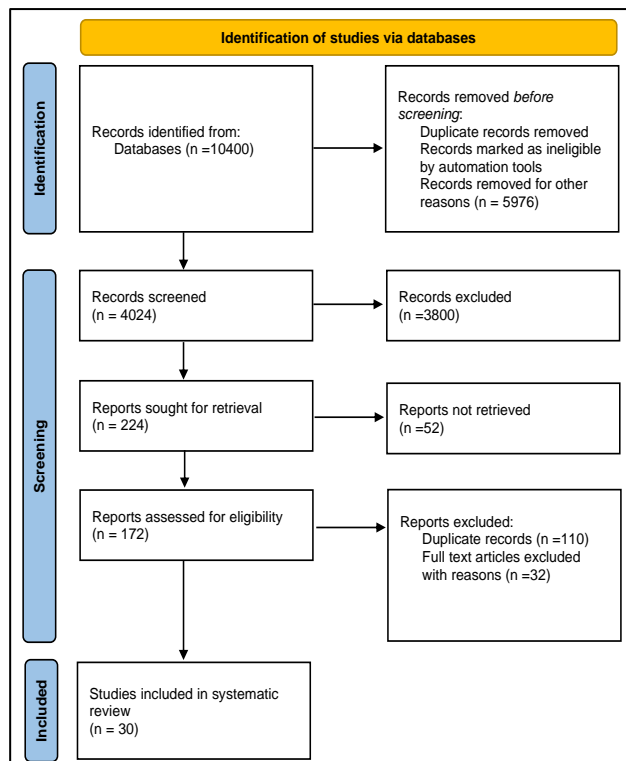 Identification of studies via databases
Identification
Records identified from:
Databases (n =10400)
Records removed before
screening:
Duplicate records removed
Records marked as ineligible
by automation tools
Records removed for other
reasons (n = 5976)
Screening
Records screened
(n = 4024)
Records excluded
(n =3800)
Reports sought for retrieval
(n = 224)
Reports not retrieved
(n =52)
Reports assessed for eligibility
(n = 172)
Reports excluded:
Duplicate records (n =110)
Full text articles excluded
with reasons (n =32)
Included
Studies included in systematic
review
(n = 30)